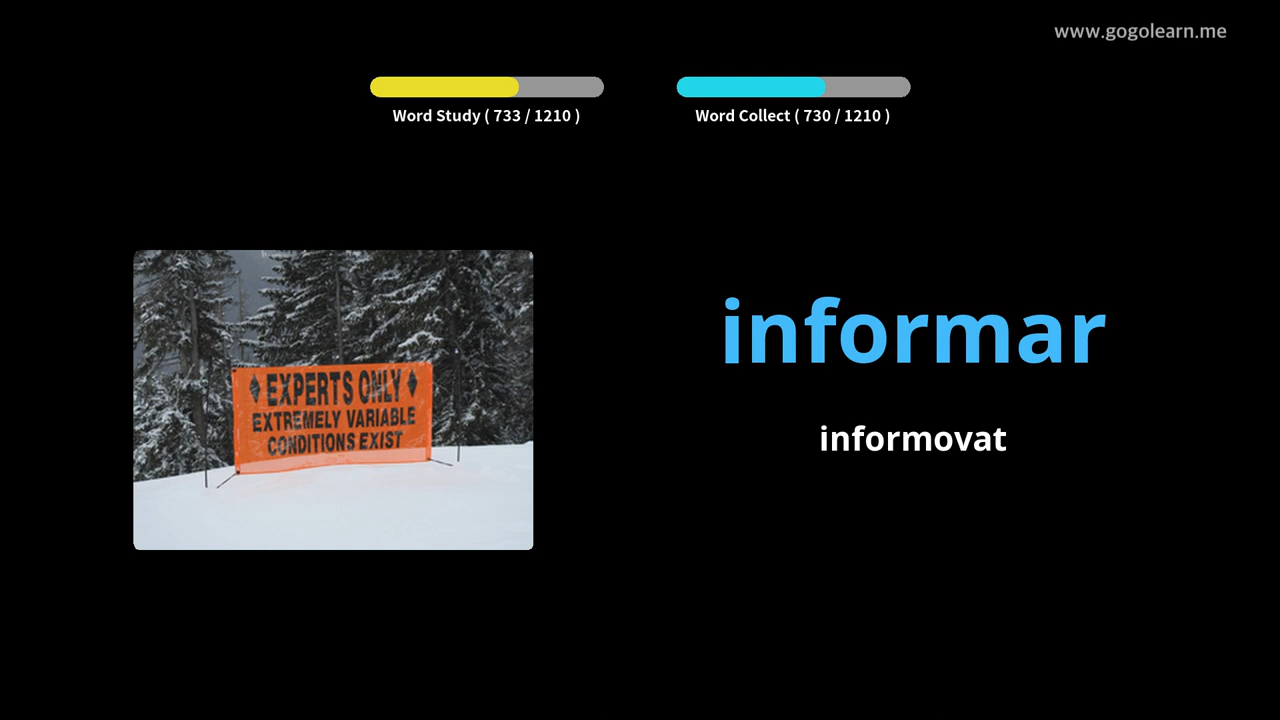 www.gogolearn.me
Word Study ( 733 / 1210 )
Word Collect ( 730 / 1210 )
EXPERTS ONLY
EXTREMELY VARIABLE
CONDITIONS EXIST
informar
informovat